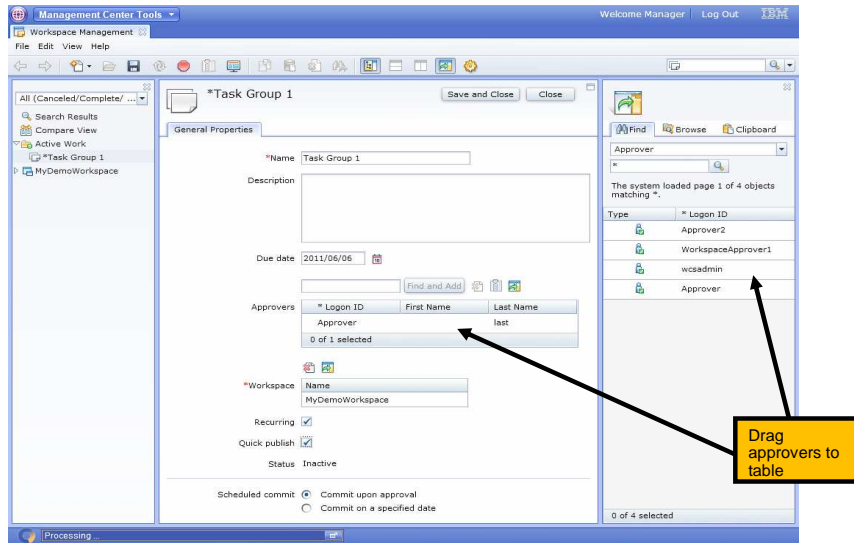 Management Center Tools
Welcome Manager Log Out IBM
Workspace Management
File Edit View Help
All (Canceled/Complete/ ...
Search Results
Compare View
Active Work
*Task Group 1
MyDemoWorkspace
*Task Group 1
Save and Close Close
General Properties
*Name Task Group 1
Description
Due date 2011/06/06
Find and Add
Approvers * Logon ID First Name Last Name
Approver last
0 of 1 selected
*Workspace Name
MyDemoWorkspace
Recurring
Quick publish
Status Inactive
Scheduled commit Commit upon approval
Commit on a specified date
Find Browse Clipboard
Approver
*
The system loaded page 1 of 4 objects
matching *.
Type * Logon ID
Approver2
WorkspaceApprover1
wcsadmin
Approver
0 of 4 selected
Drag
approvers to
table
Processing ...